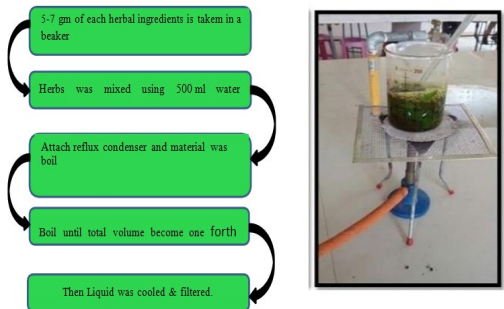 5-7 gm of each herbal ingredients is takem in a
beaker
Herbs was mixed using 500 ml water
Attach reflux condenser and material was
boil
Boil until total volume become one forth
Then Liquid was cooled & filtered.